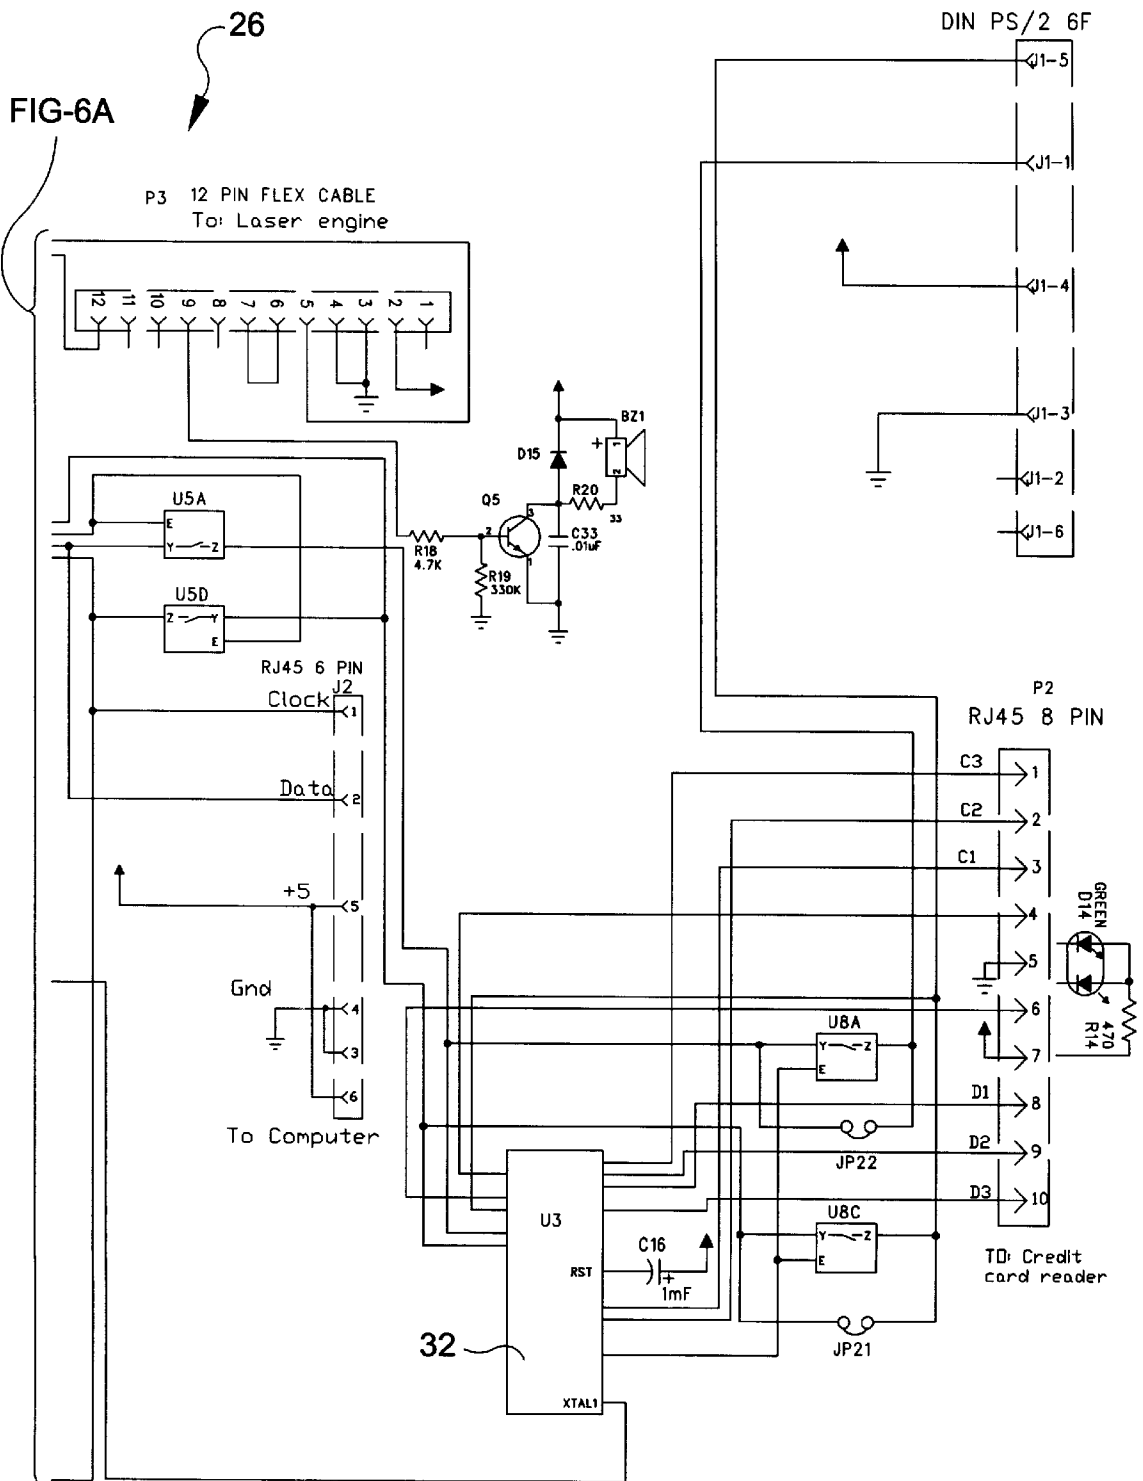 26
FIG-6A
DIN PS/2 6F
J1-5
J1-1
J1-4
J1-3
J1-2
J1-6
P3 12 PIN FLEX CABLE
To: Laser engine
12 11 10 9 8 7 6 5 4 3 2 1
BZ1
+
1
2
D15
R20
33
Q5
3
2
1
C33
.01uF
R18
4.7K
R19
330K
U5A
E
Y Z
U5D
Z Y
E
RJ45 6 PIN
J2
Clock 1
Data 2
+5 5
Gnd 4
3
6
To Computer
P2
RJ45 8 PIN
C3 1
C2 2
C1 3
4
5
6
7
D1 8
D2 9
D3 10
GREEN
D14
470
R14
TO: Credit
card reader
U8A
Y Z
E
JP22
U8C
Y Z
E
JP21
U3
RST
C16
+
1mF
32
XTAL1